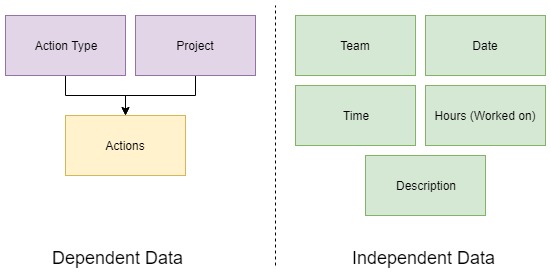 Action Type
Project
Actions
Dependent Data
Team
Date
Time
Hours (Worked on)
Description
Independent Data